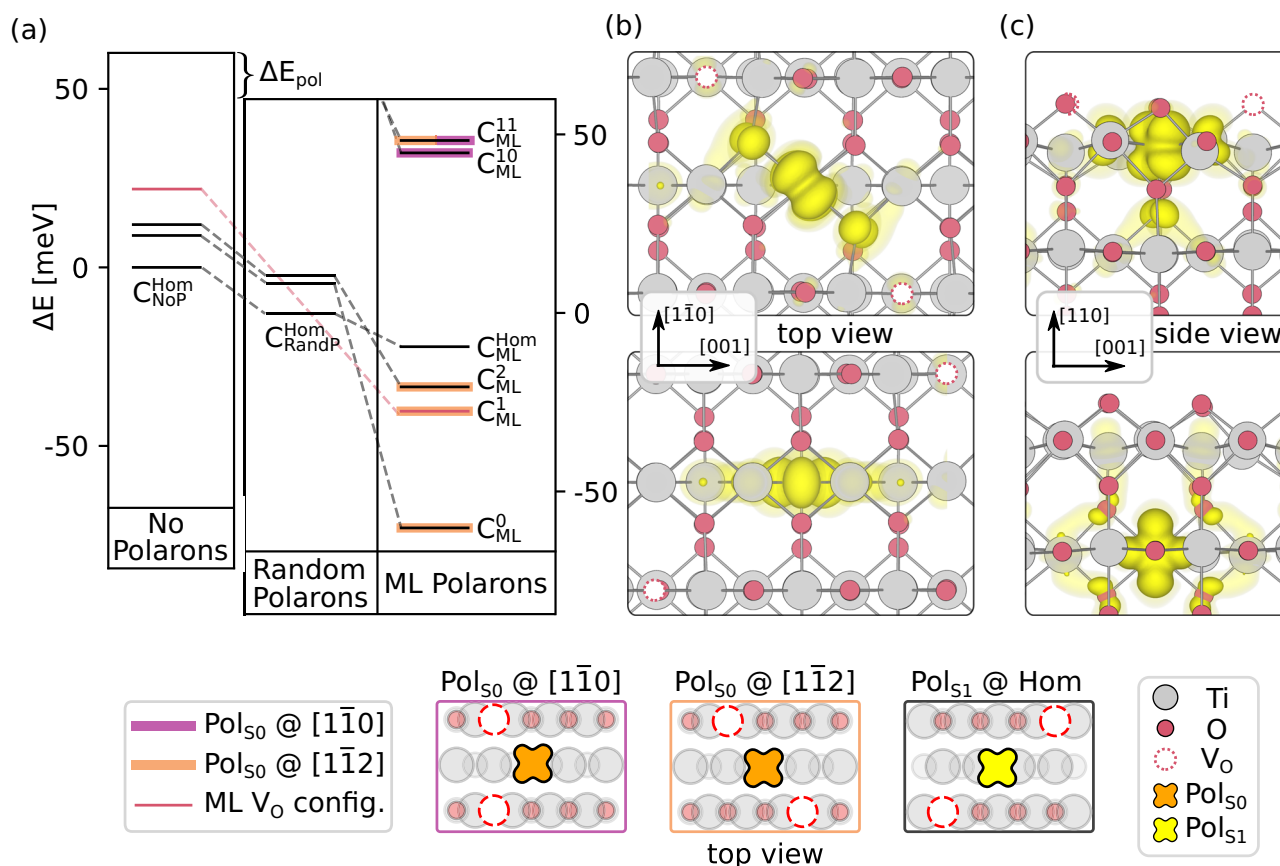 (a)
(b)
(c)
ΔE [meV]
50
0
-50
}ΔE_pol
50
0
-50
C^Hom_NoP
C^Hom_RandP
C^11_ML
C^10_ML
C^Hom_ML
C^2_ML
C^1_ML
C^0_ML
No
Polarons
Random
Polarons
ML Polarons
[11̄0]
[001]
top view
[110]
[001]
side view
Pol_S0 @ [11̄0]
Pol_S0 @ [11̄2]
ML V_O config.
Pol_S0 @ [11̄0]
Pol_S0 @ [11̄2]
Pol_S1 @ Hom
top view
Ti
O
V_O
Pol_S0
Pol_S1